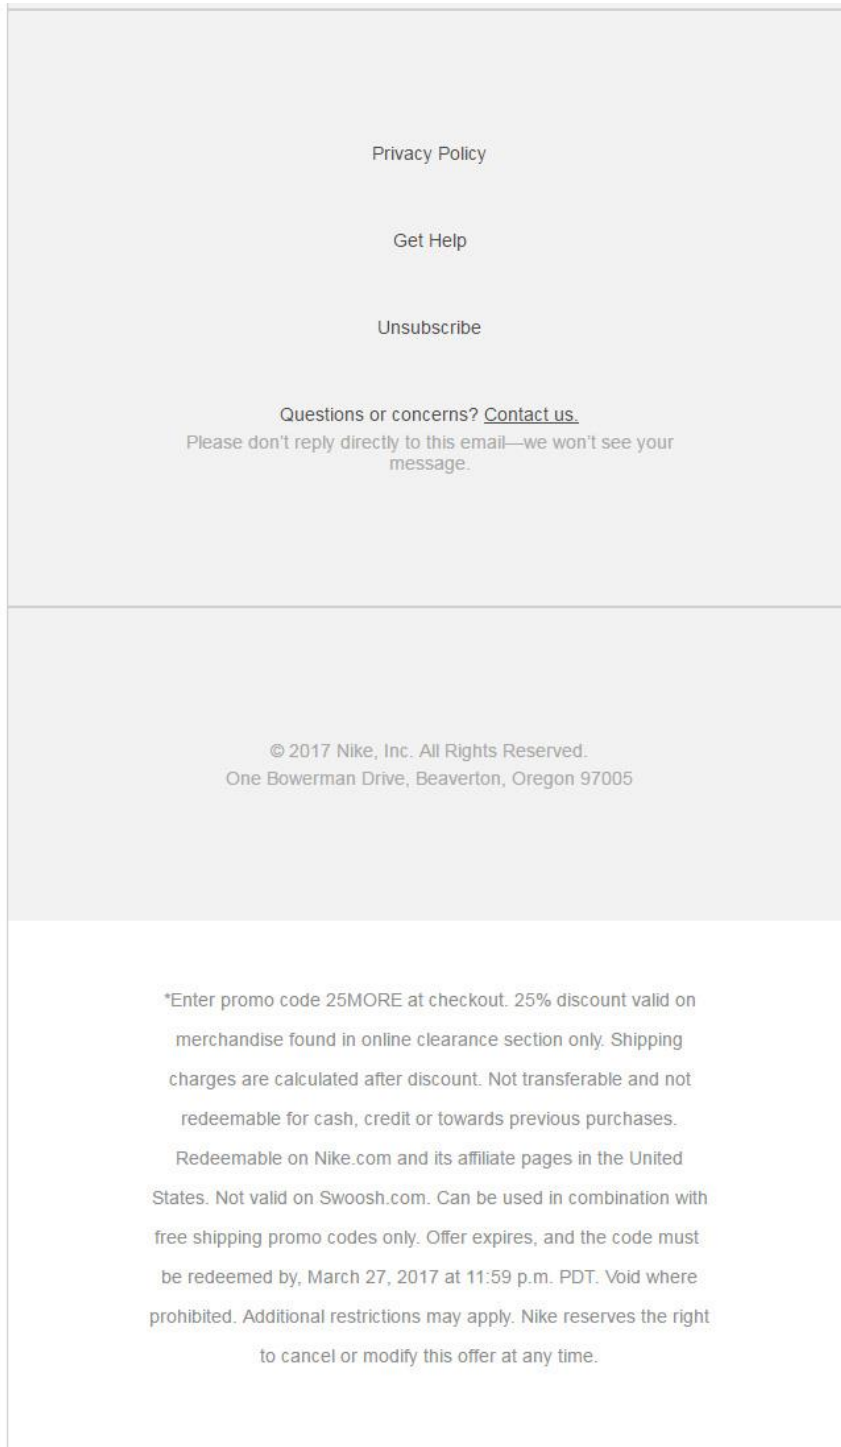 Privacy Policy
Get Help
Unsubscribe
Questions or concerns? Contact us.
Please don't reply directly to this email—we won't see your
message.
© 2017 Nike, Inc. All Rights Reserved.
One Bowerman Drive, Beaverton, Oregon 97005
*Enter promo code 25MORE at checkout. 25% discount valid on
merchandise found in online clearance section only. Shipping
charges are calculated after discount. Not transferable and not
redeemable for cash, credit or towards previous purchases.
Redeemable on Nike.com and its affiliate pages in the United
States. Not valid on Swoosh.com. Can be used in combination with
free shipping promo codes only. Offer expires, and the code must
be redeemed by, March 27, 2017 at 11:59 p.m. PDT. Void where
prohibited. Additional restrictions may apply. Nike reserves the right
to cancel or modify this offer at any time.